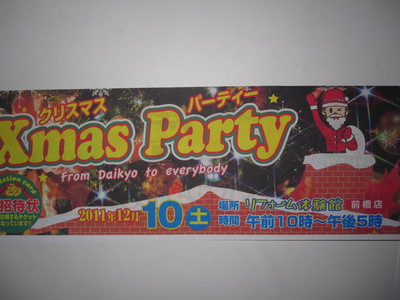 クリスマス パーティー
Xmas Party
from Daikyo to everybody
招待状
2011年12月 10 土
場所 リフォーム体験館 前橋店
時間 午前10時〜午後5時